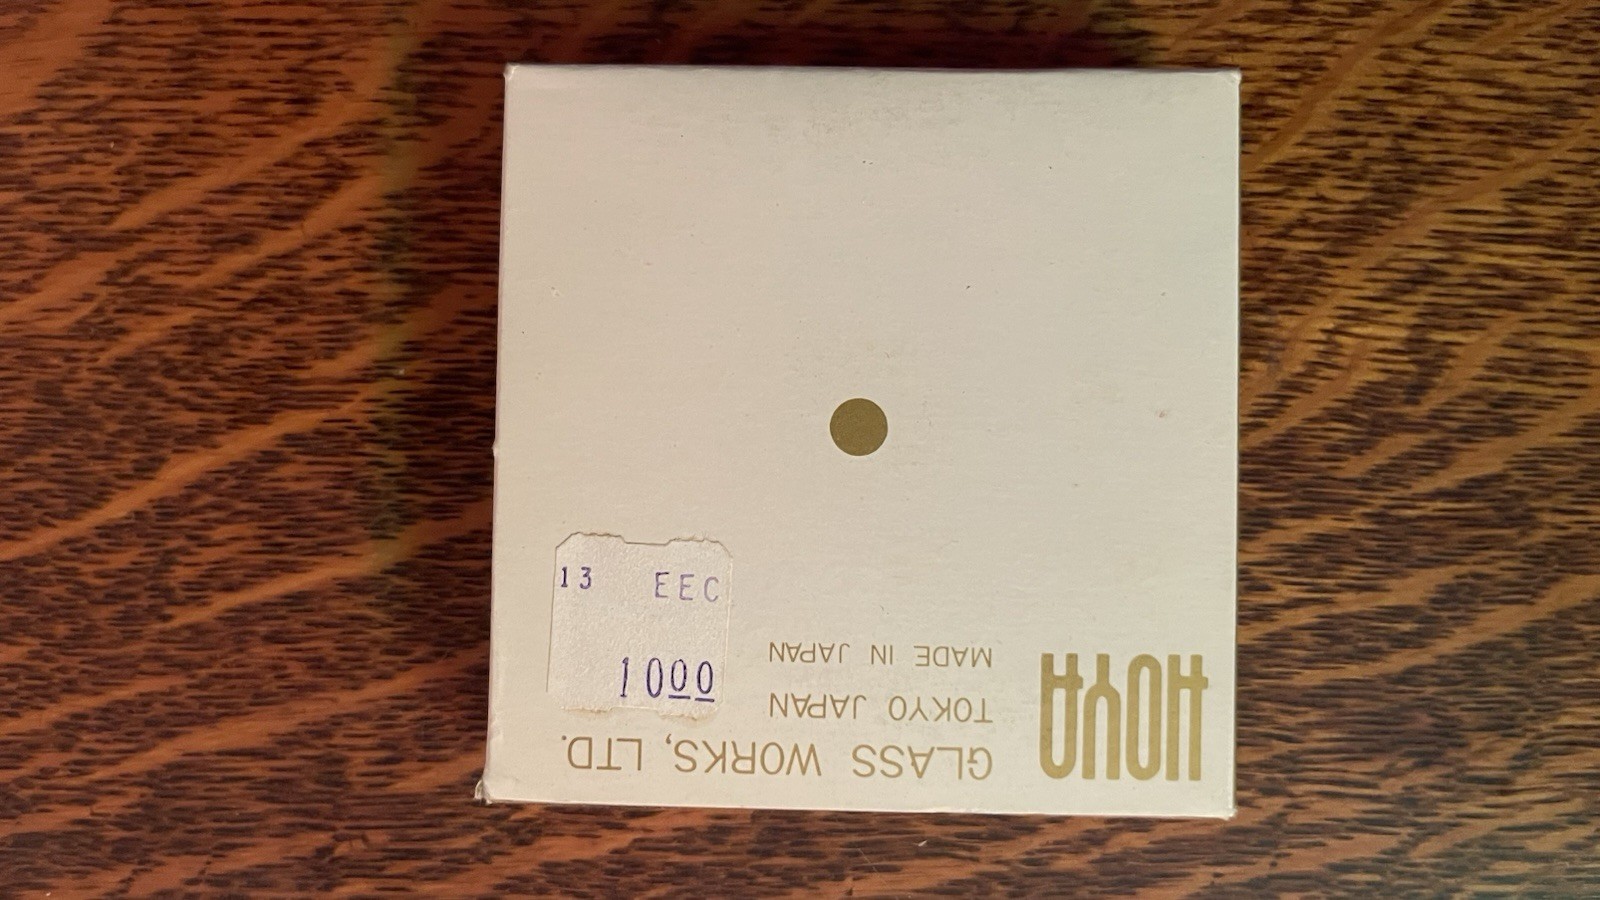 HOYA
GLASS WORKS, LTD.
TOKYO JAPAN
MADE IN JAPAN
13 EEC
1000